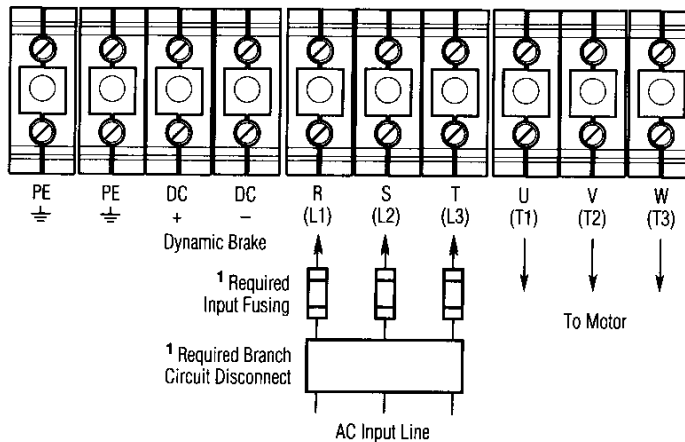 PE PE DC DC R S T U V W
+ – (L1) (L2) (L3) (T1) (T2) (T3)
Dynamic Brake
1 Required
Input Fusing
To Motor
1 Required Branch
Circuit Disconnect
AC Input Line